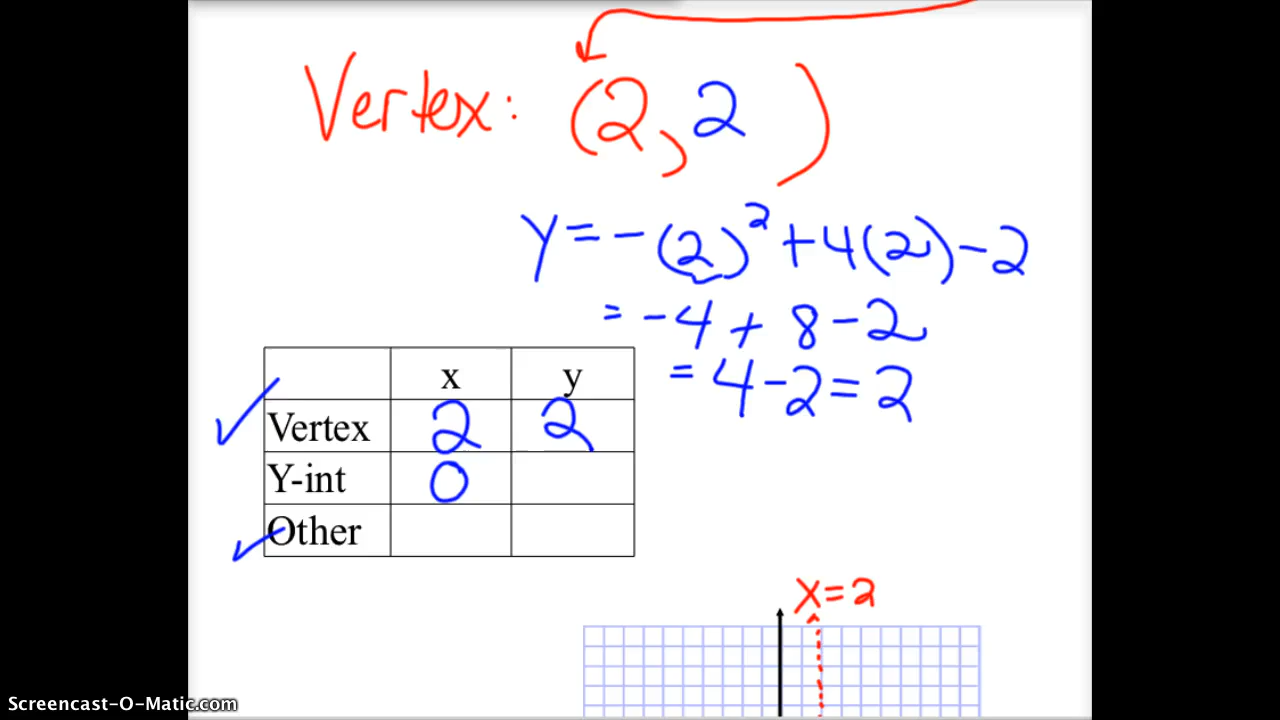 Vertex: (2, 2 )
y = -(2)² + 4(2) - 2
= -4 + 8 - 2
= 4 - 2 = 2
x y
Vertex 2 2
Y-int 0
Other
x = 2
Screencast-O-Matic.com